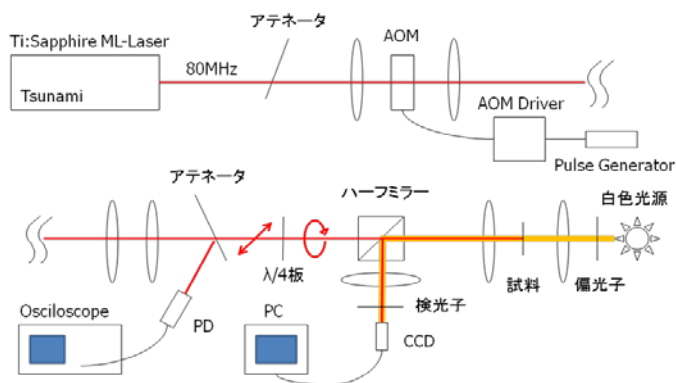 Ti:Sapphire ML-Laser
Tsunami
80MHz
アテネータ
AOM
AOM Driver
Pulse Generator
アテネータ
ハーフミラー
白色光源
λ/4板
試料
偏光子
Osciloscope
PD
PC
検光子
CCD